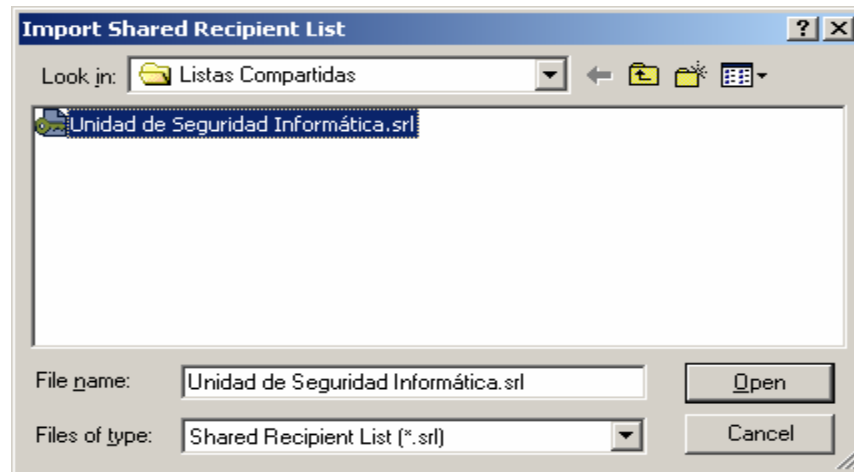 Import Shared Recipient List
Look in: Listas Compartidas
Unidad de Seguridad Informática.srl
File name: Unidad de Seguridad Informática.srl Open
Files of type: Shared Recipient List (*.srl) Cancel